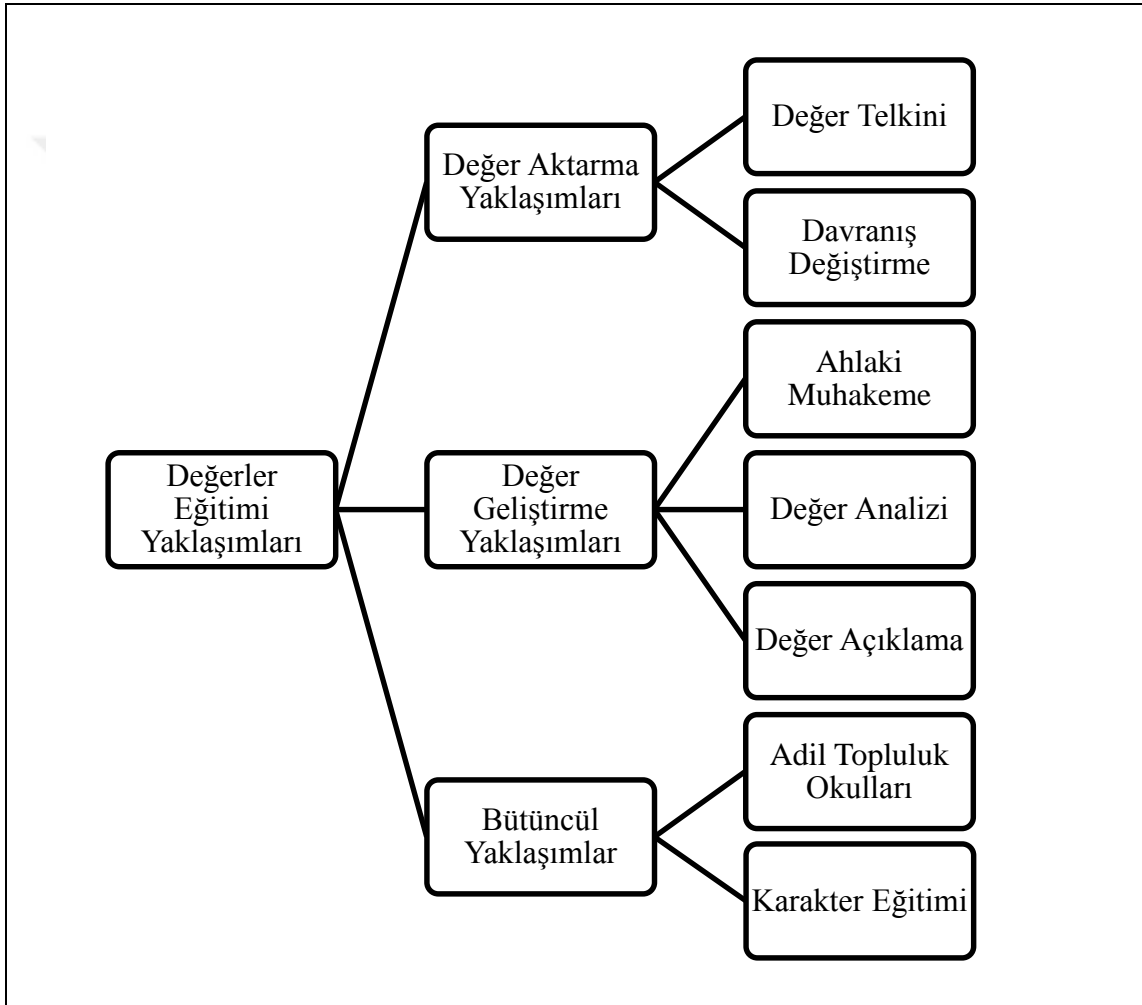 Değer Telkini
Değer Aktarma
Yaklaşımları
Davranış
Değiştirme
Ahlaki
Muhakeme
Değerler
Eğitimi
Yaklaşımları
Değer
Geliştirme
Yaklaşımları
Değer Analizi
Değer Açıklama
Adil Topluluk
Okulları
Bütüncül
Yaklaşımlar
Karakter Eğitimi